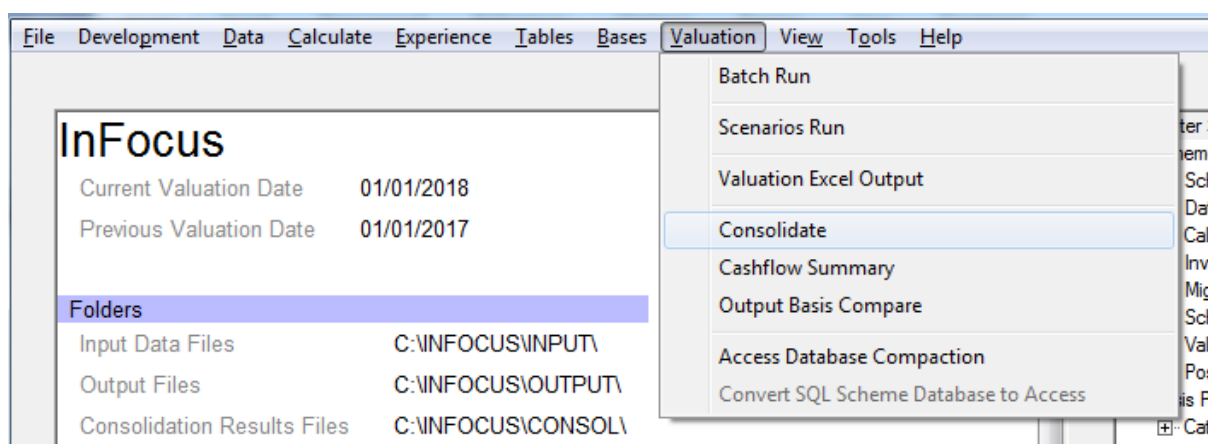 File Development Data Calculate Experience Tables Bases Valuation View Tools Help
Batch Run
Scenarios Run
Valuation Excel Output
Consolidate
Cashflow Summary
Output Basis Compare
Access Database Compaction
Convert SQL Scheme Database to Access
InFocus
Current Valuation Date 01/01/2018
Previous Valuation Date 01/01/2017
Folders
Input Data Files C:\INFOCUS\INPUT\
Output Files C:\INFOCUS\OUTPUT\
Consolidation Results Files C:\INFOCUS\CONSOL\